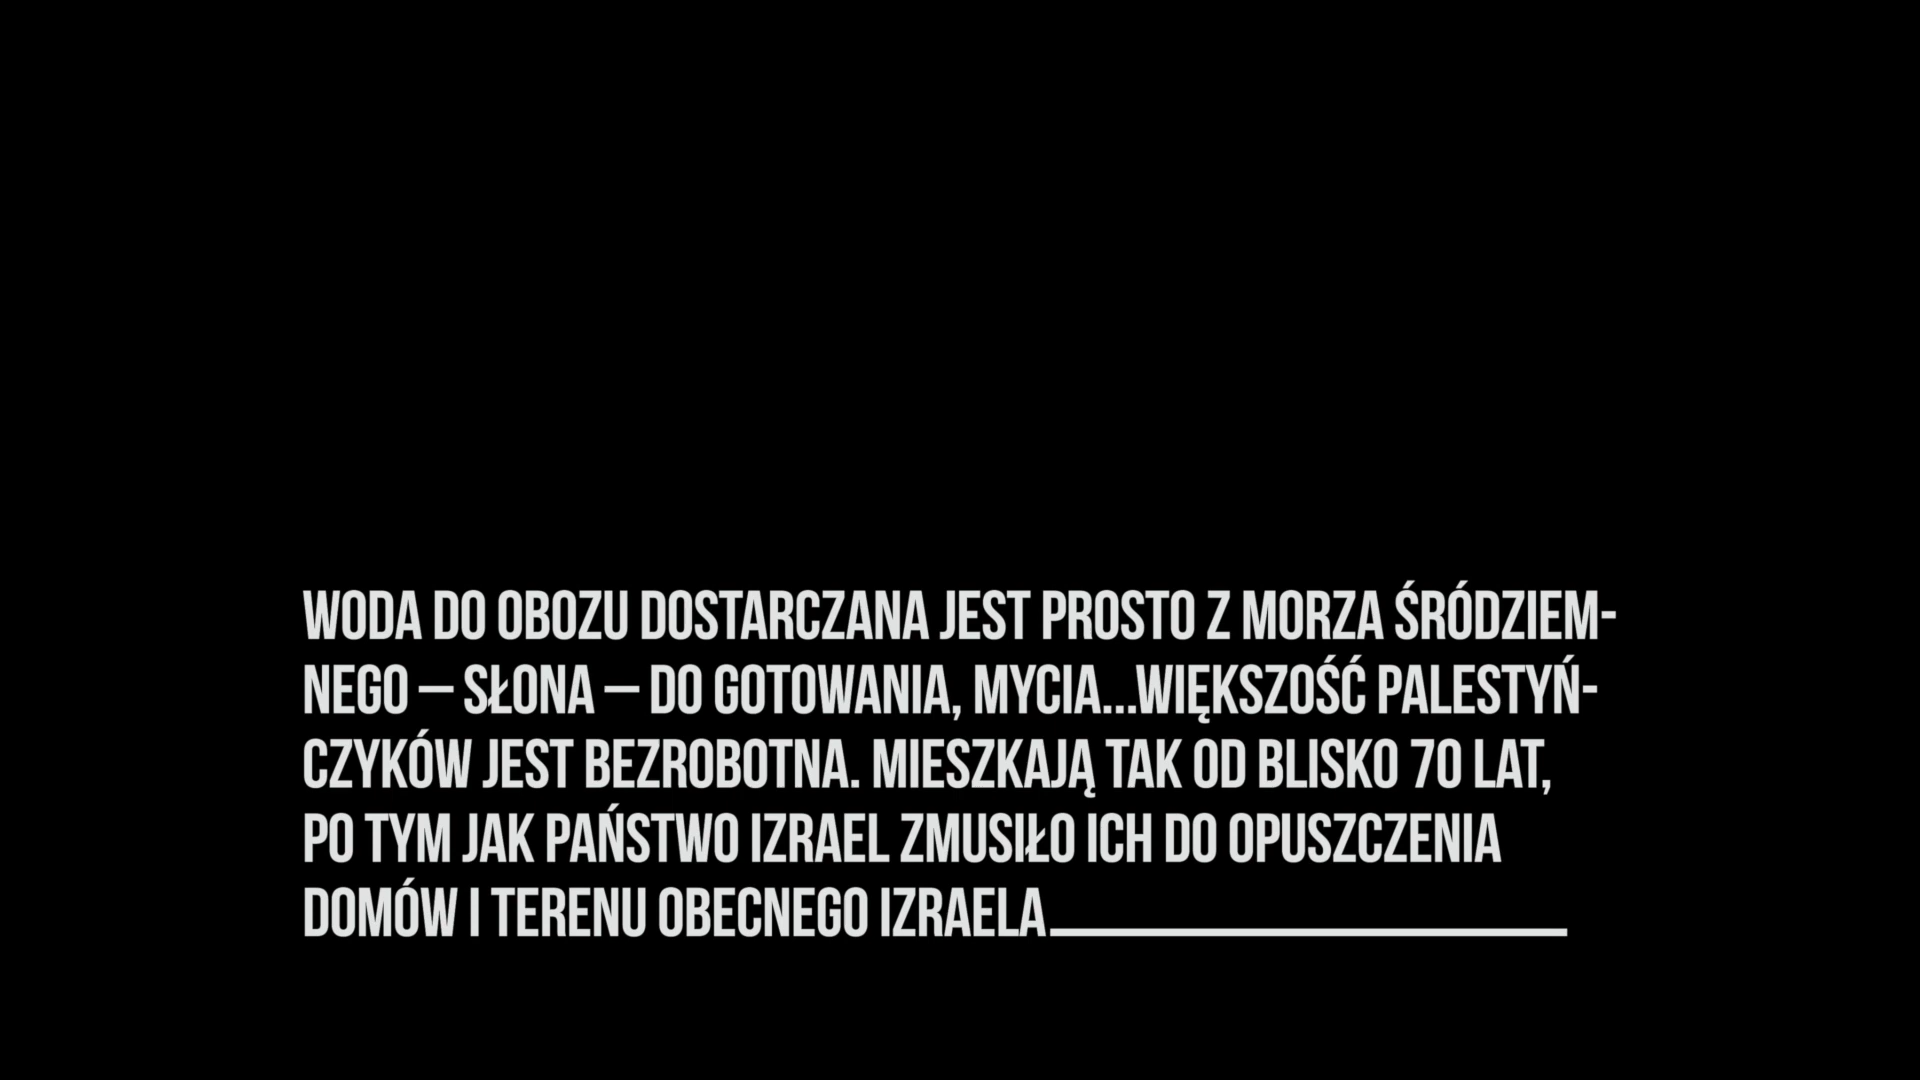 WODA DO OBOZU DOSTARCZANA JEST PROSTO Z MORZA ŚRÓDZIEM-
NEGO – SŁONA – DO GOTOWANIA, MYCIA...WIĘKSZOŚĆ PALESTYŃ-
CZYKÓW JEST BEZROBOTNA. MIESZKAJĄ TAK OD BLISKO 70 LAT,
PO TYM JAK PAŃSTWO IZRAEL ZMUSIŁO ICH DO OPUSZCZENIA
DOMÓW I TERENU OBECNEGO IZRAELA